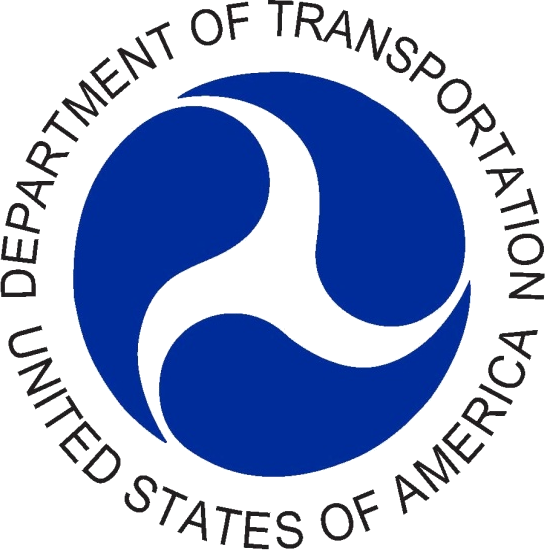 DEPARTMENT OF TRANSPORTATION
UNITED STATES OF AMERICA